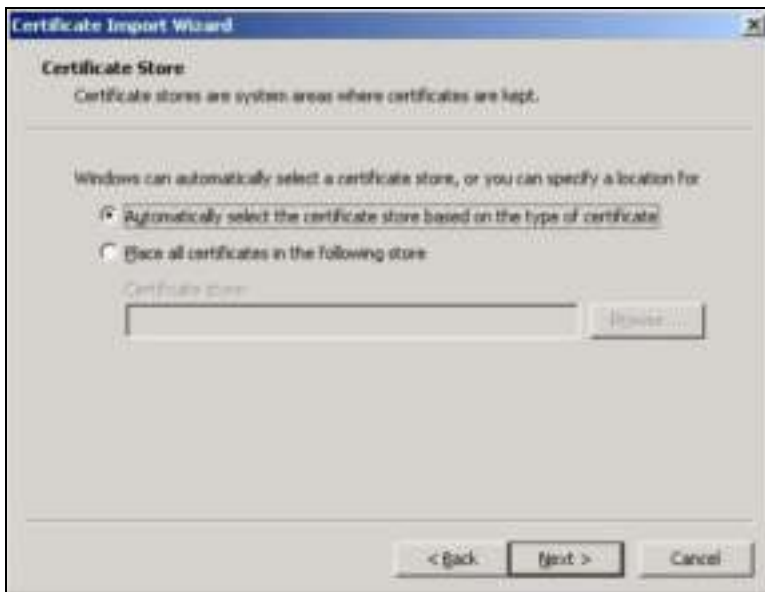 Certificate Import Wizard
Certificate Store
Certificate stores are system areas where certificates are kept.
Windows can automatically select a certificate store, or you can specify a location for
Automatically select the certificate store based on the type of certificate
Place all certificates in the following store
Certificate store:
Browse...
< Back
Next >
Cancel